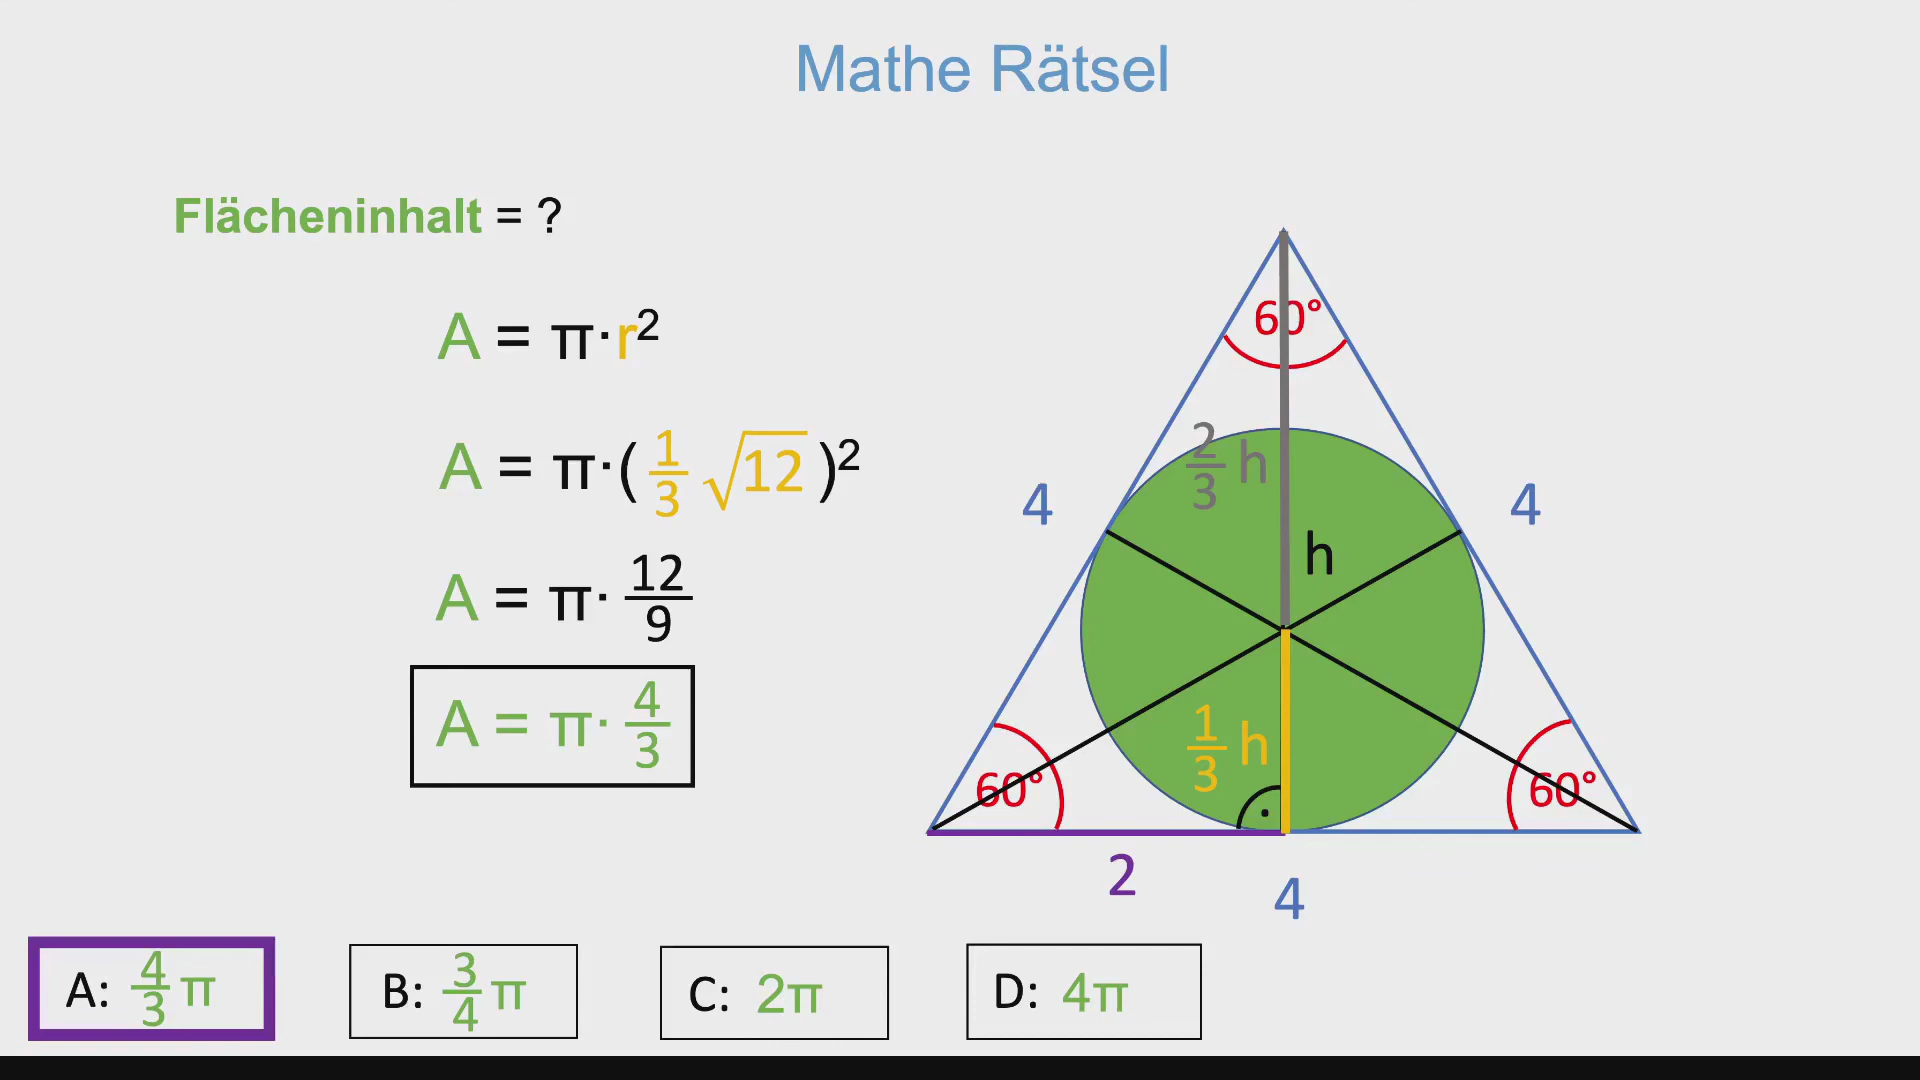 Mathe Rätsel
Flächeninhalt = ?
A = π·r²
A = π·( 1/3 √12 )²
A = π· 12/9
A = π· 4/3
60°
2/3 h
4
4
h
1/3 h
60°
60°
2
4
A: 4/3 π
B: 3/4 π
C: 2π
D: 4π